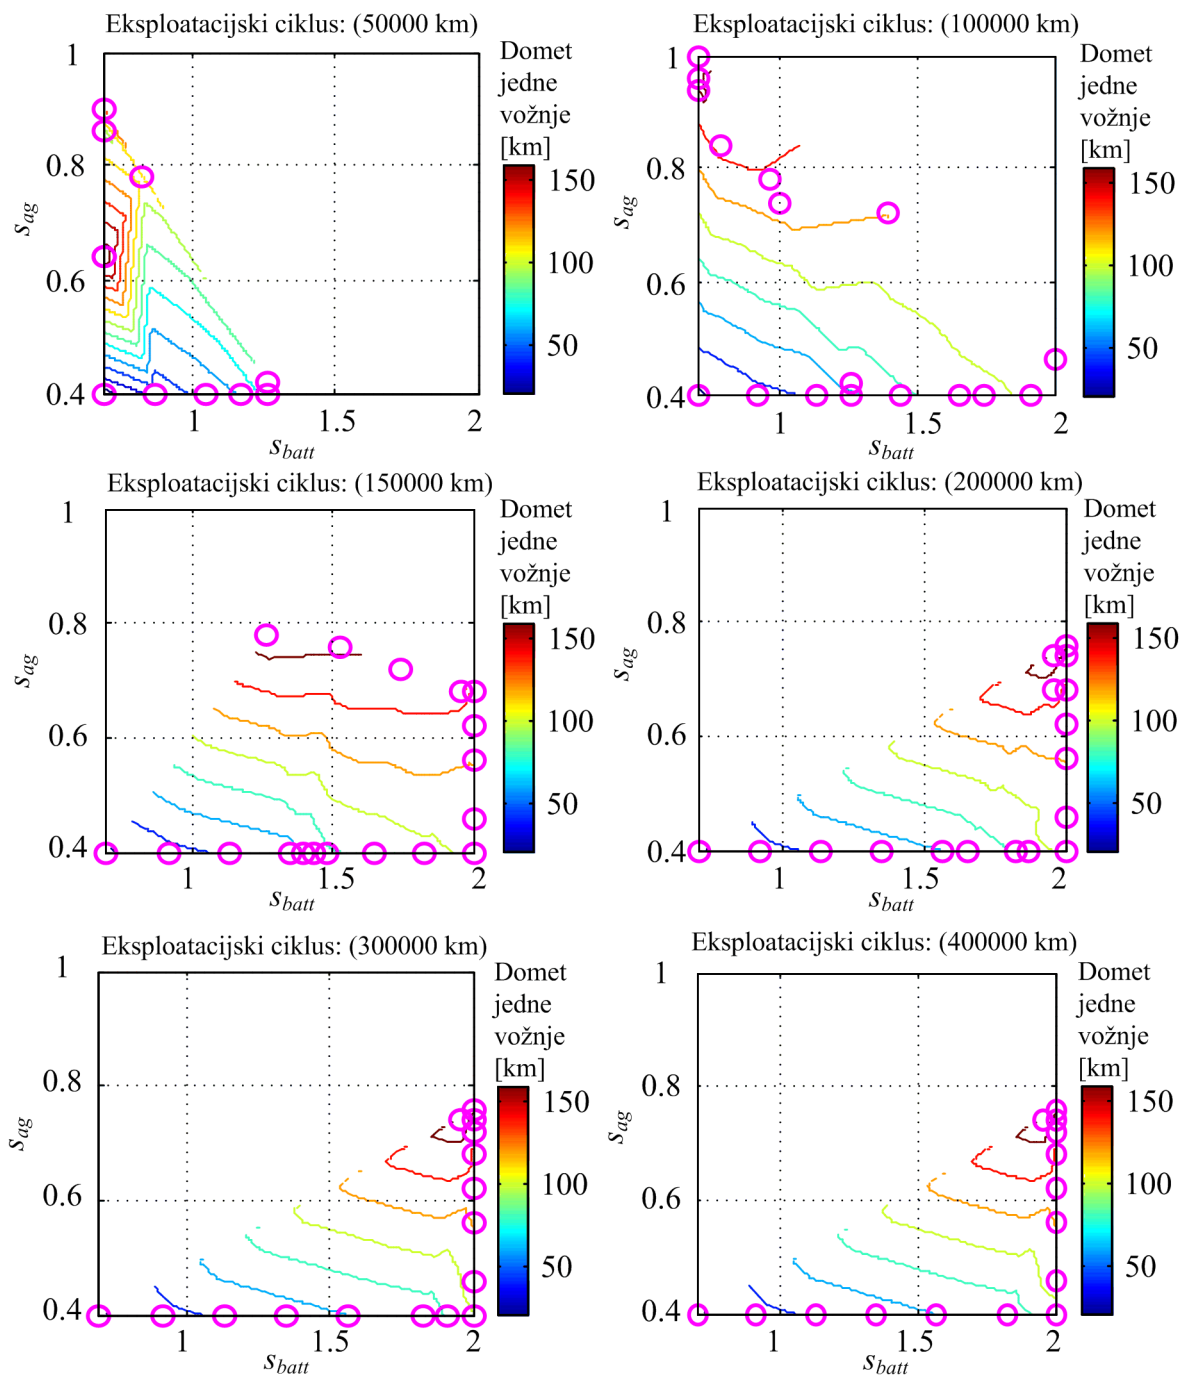 Eksploatacijski ciklus: (50000 km)
1
0.8
0.6
0.4
1
1.5
2
s_ag
s_batt
Domet
jedne
vožnje
[km]
150
100
50
Eksploatacijski ciklus: (100000 km)
1
0.8
0.6
0.4
1
1.5
2
s_ag
s_batt
Domet
jedne
vožnje
[km]
150
100
50
Eksploatacijski ciklus: (150000 km)
1
0.8
0.6
0.4
1
1.5
2
s_ag
s_batt
Domet
jedne
vožnje
[km]
150
100
50
Eksploatacijski ciklus: (200000 km)
1
0.8
0.6
0.4
1
1.5
2
s_ag
s_batt
Domet
jedne
vožnje
[km]
150
100
50
Eksploatacijski ciklus: (300000 km)
1
0.8
0.6
0.4
1
1.5
2
s_ag
s_batt
Domet
jedne
vožnje
[km]
150
100
50
Eksploatacijski ciklus: (400000 km)
1
0.8
0.6
0.4
1
1.5
2
s_ag
s_batt
Domet
jedne
vožnje
[km]
150
100
50